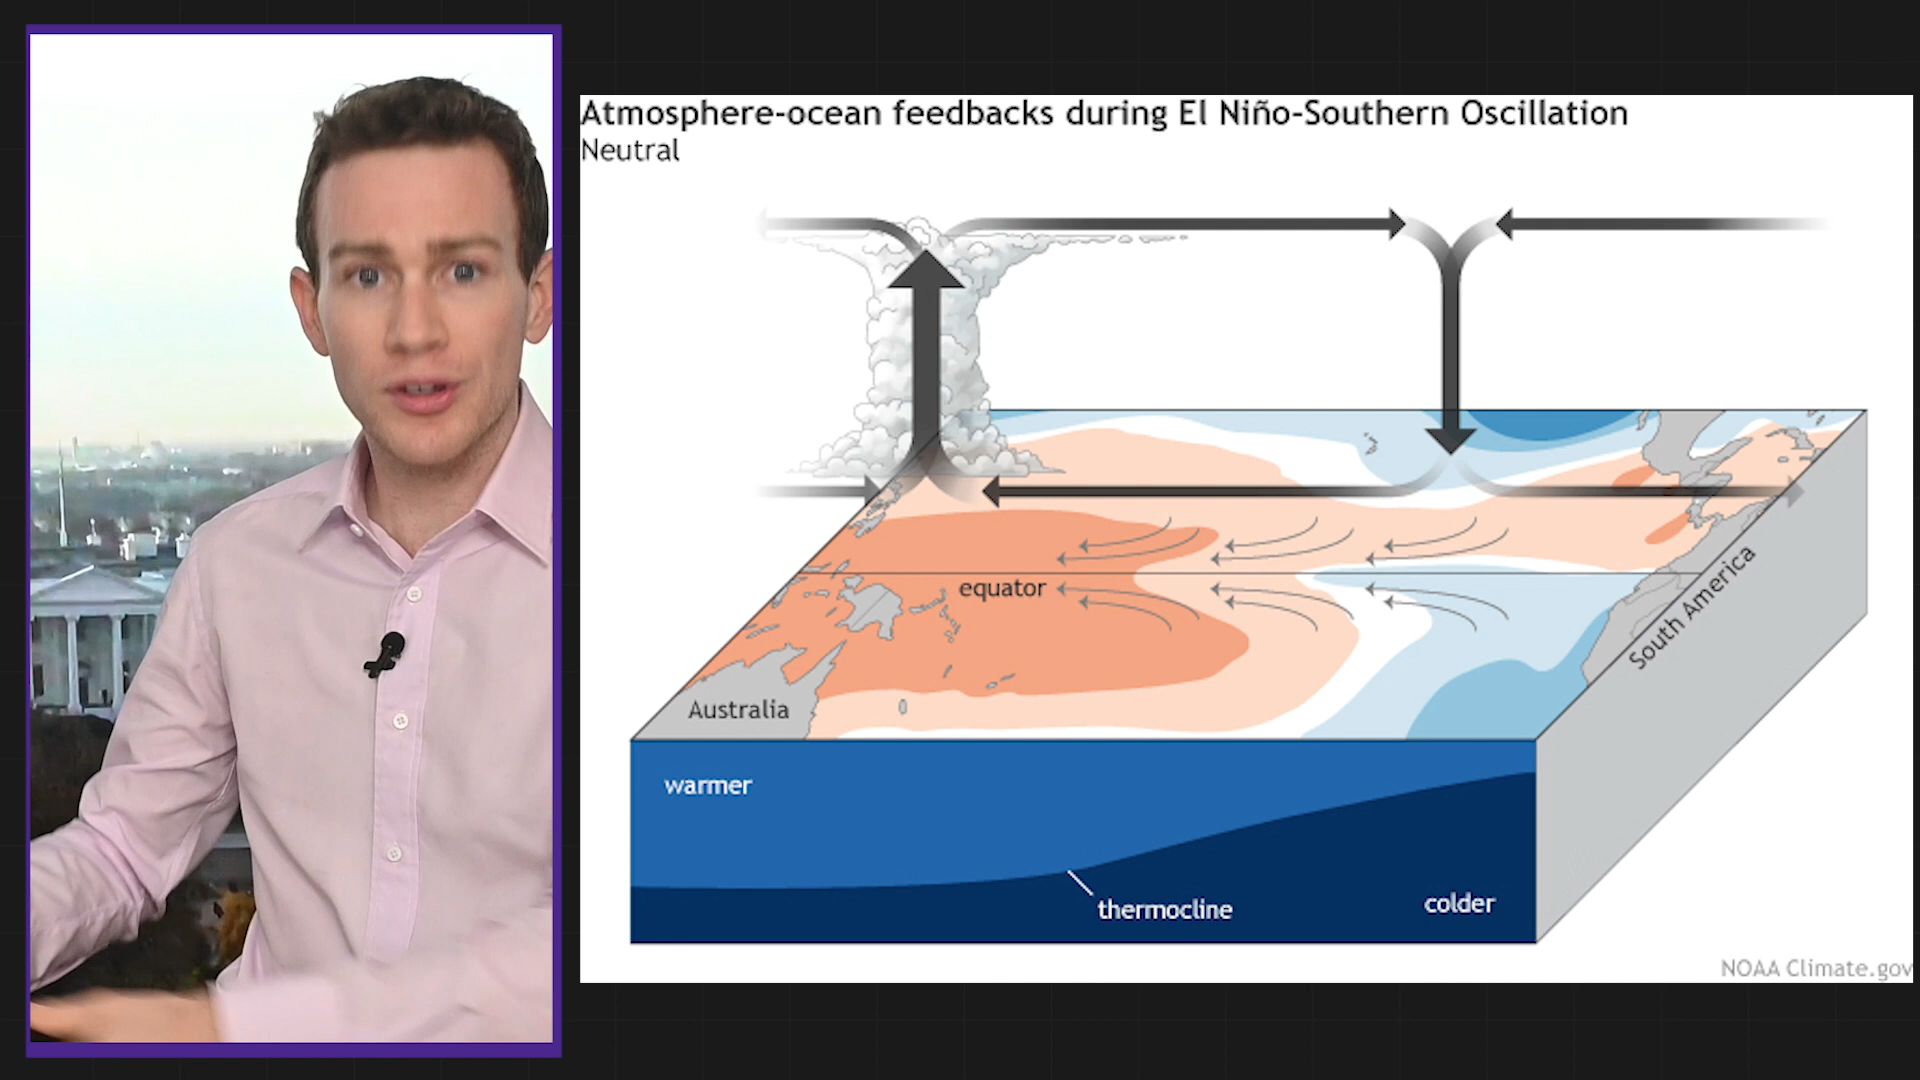 Atmosphere-ocean feedbacks during El Niño-Southern Oscillation
Neutral
equator
South America
Australia
warmer
thermocline
colder
NOAA Climate.gov